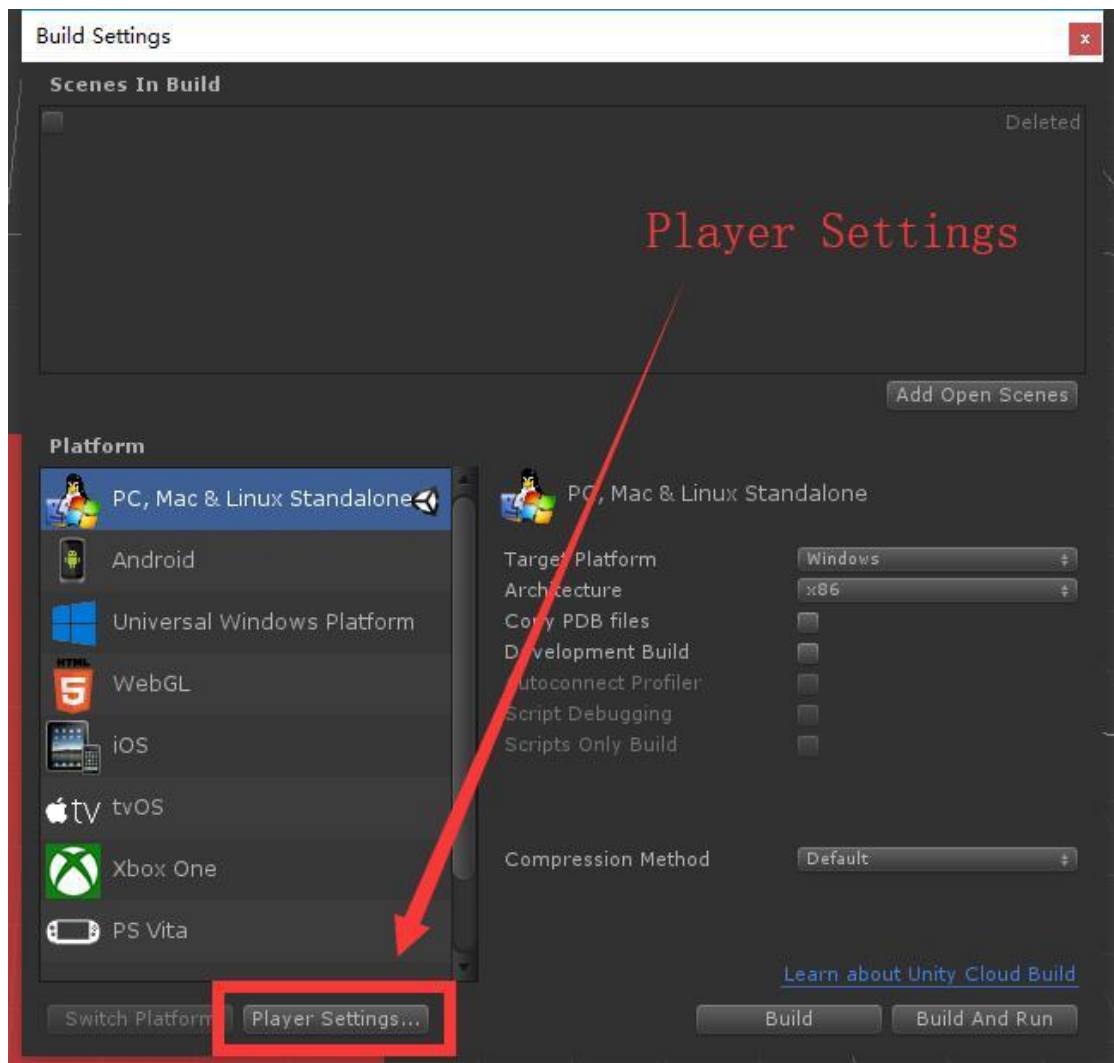 Build Settings
x
Scenes In Build
Deleted
Player Settings
Add Open Scenes
Platform
PC, Mac & Linux Standalone
Android
Universal Windows Platform
HTML
5
WebGL
iOS
tv tvOS
Xbox One
PS Vita
PC, Mac & Linux Standalone
Target Platform Windows
Architecture x86
Copy PDB files
Development Build
Autoconnect Profiler
Script Debugging
Scripts Only Build
Compression Method Default
Learn about Unity Cloud Build
Switch Platform Player Settings... Build Build And Run